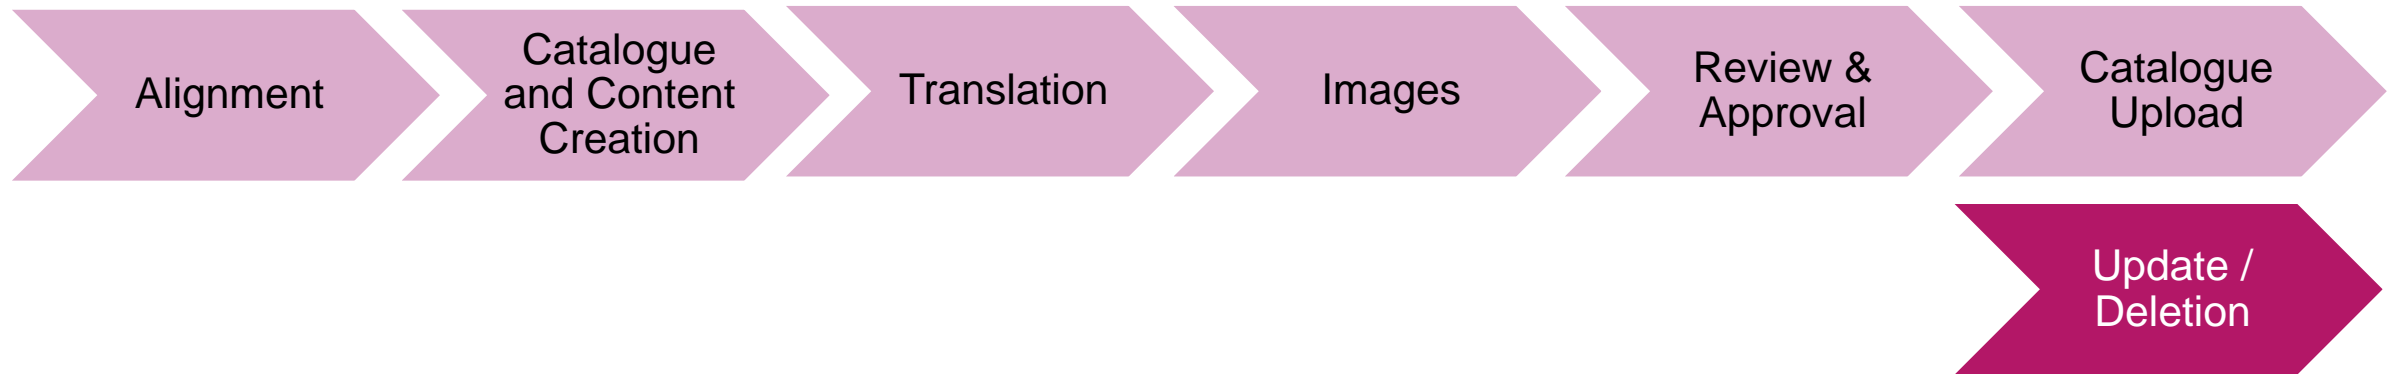 Alignment
Catalogue
and Content
Creation
Translation
Images
Review &
Approval
Catalogue
Upload
Update /
Deletion